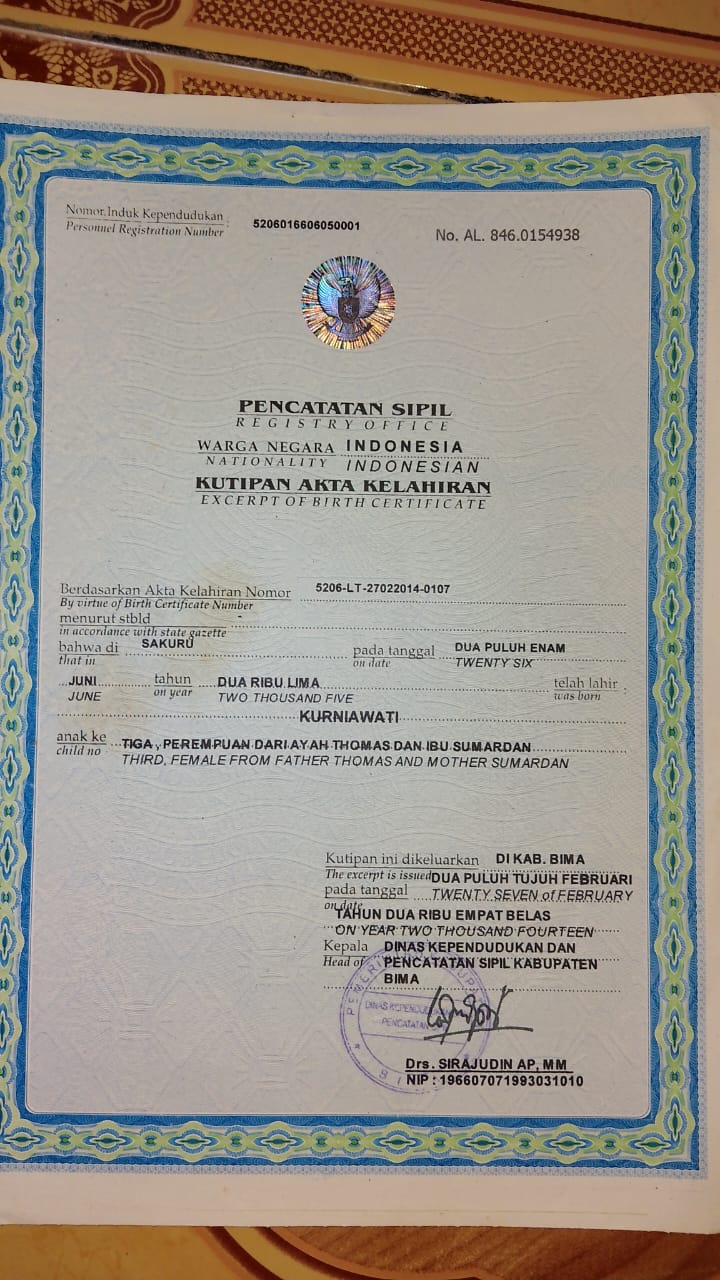 Nomor Induk Kependudukan : 5206016606050001
Personnel Registration Number
No. AL. 846.0154938
PENCATATAN SIPIL
REGISTRY OFFICE
WARGA NEGARA INDONESIA
NATIONALITY INDONESIAN
KUTIPAN AKTA KELAHIRAN
EXCERPT OF BIRTH CERTIFICATE
Berdasarkan Akta Kelahiran Nomor 5206-LT-27022014-0107
By virtue of Birth Certificate Number
menurut stbld -
in accordance with state gazette
bahwa di SAKURU pada tanggal DUA PULUH ENAM
that in on date TWENTY SIX
JUNI tahun DUA RIBU LIMA telah lahir :
JUNE on year TWO THOUSAND FIVE was born
KURNIAWATI
anak ke TIGA , PEREMPUAN DARI AYAH THOMAS DAN IBU SUMARDAN
child no THIRD, FEMALE FROM FATHER THOMAS AND MOTHER SUMARDAN
Kutipan ini dikeluarkan DI KAB. BIMA
The excerpt is issued DUA PULUH TUJUH FEBRUARI
pada tanggal TWENTY SEVEN of FEBRUARY
on date TAHUN DUA RIBU EMPAT BELAS
ON YEAR TWO THOUSAND FOURTEEN
Kepala DINAS KEPENDUDUKAN DAN
Head of PENCATATAN SIPIL KABUPATEN
BIMA
Drs. SIRAJUDIN AP, MM
NIP : 196607071993031010